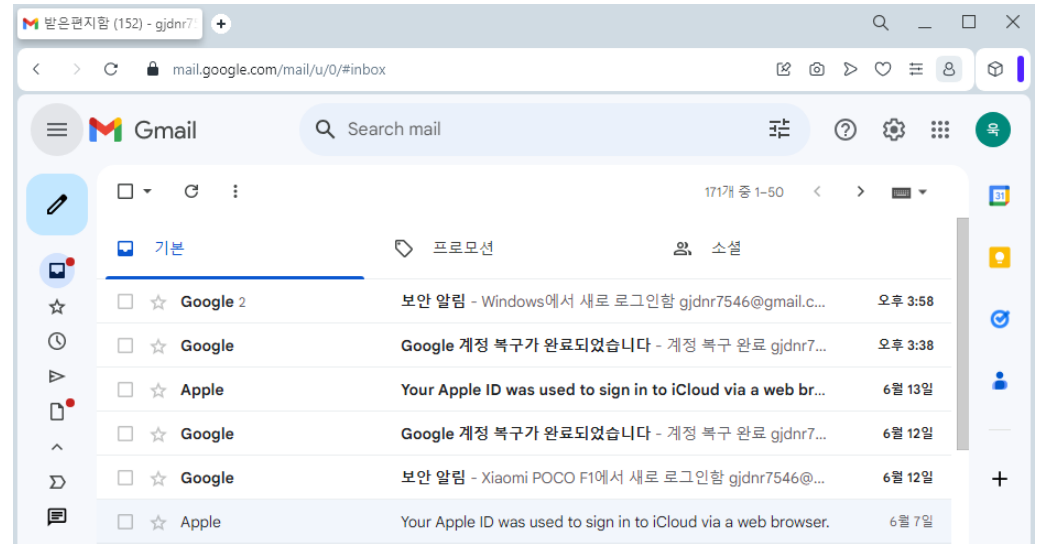 받은편지함 (152) - gjdnr7
mail.google.com/mail/u/0/#inbox
Gmail
Search mail
욱
171개 중 1–50
31
기본
프로모션
소셜
Google 2 보안 알림 - Windows에서 새로 로그인함 gjdnr7546@gmail.c... 오후 3:58
Google Google 계정 복구가 완료되었습니다 - 계정 복구 완료 gjdnr7... 오후 3:38
Apple Your Apple ID was used to sign in to iCloud via a web br... 6월 13일
Google Google 계정 복구가 완료되었습니다 - 계정 복구 완료 gjdnr7... 6월 12일
Google 보안 알림 - Xiaomi POCO F1에서 새로 로그인함 gjdnr7546@... 6월 12일
Apple Your Apple ID was used to sign in to iCloud via a web browser. 6월 7일